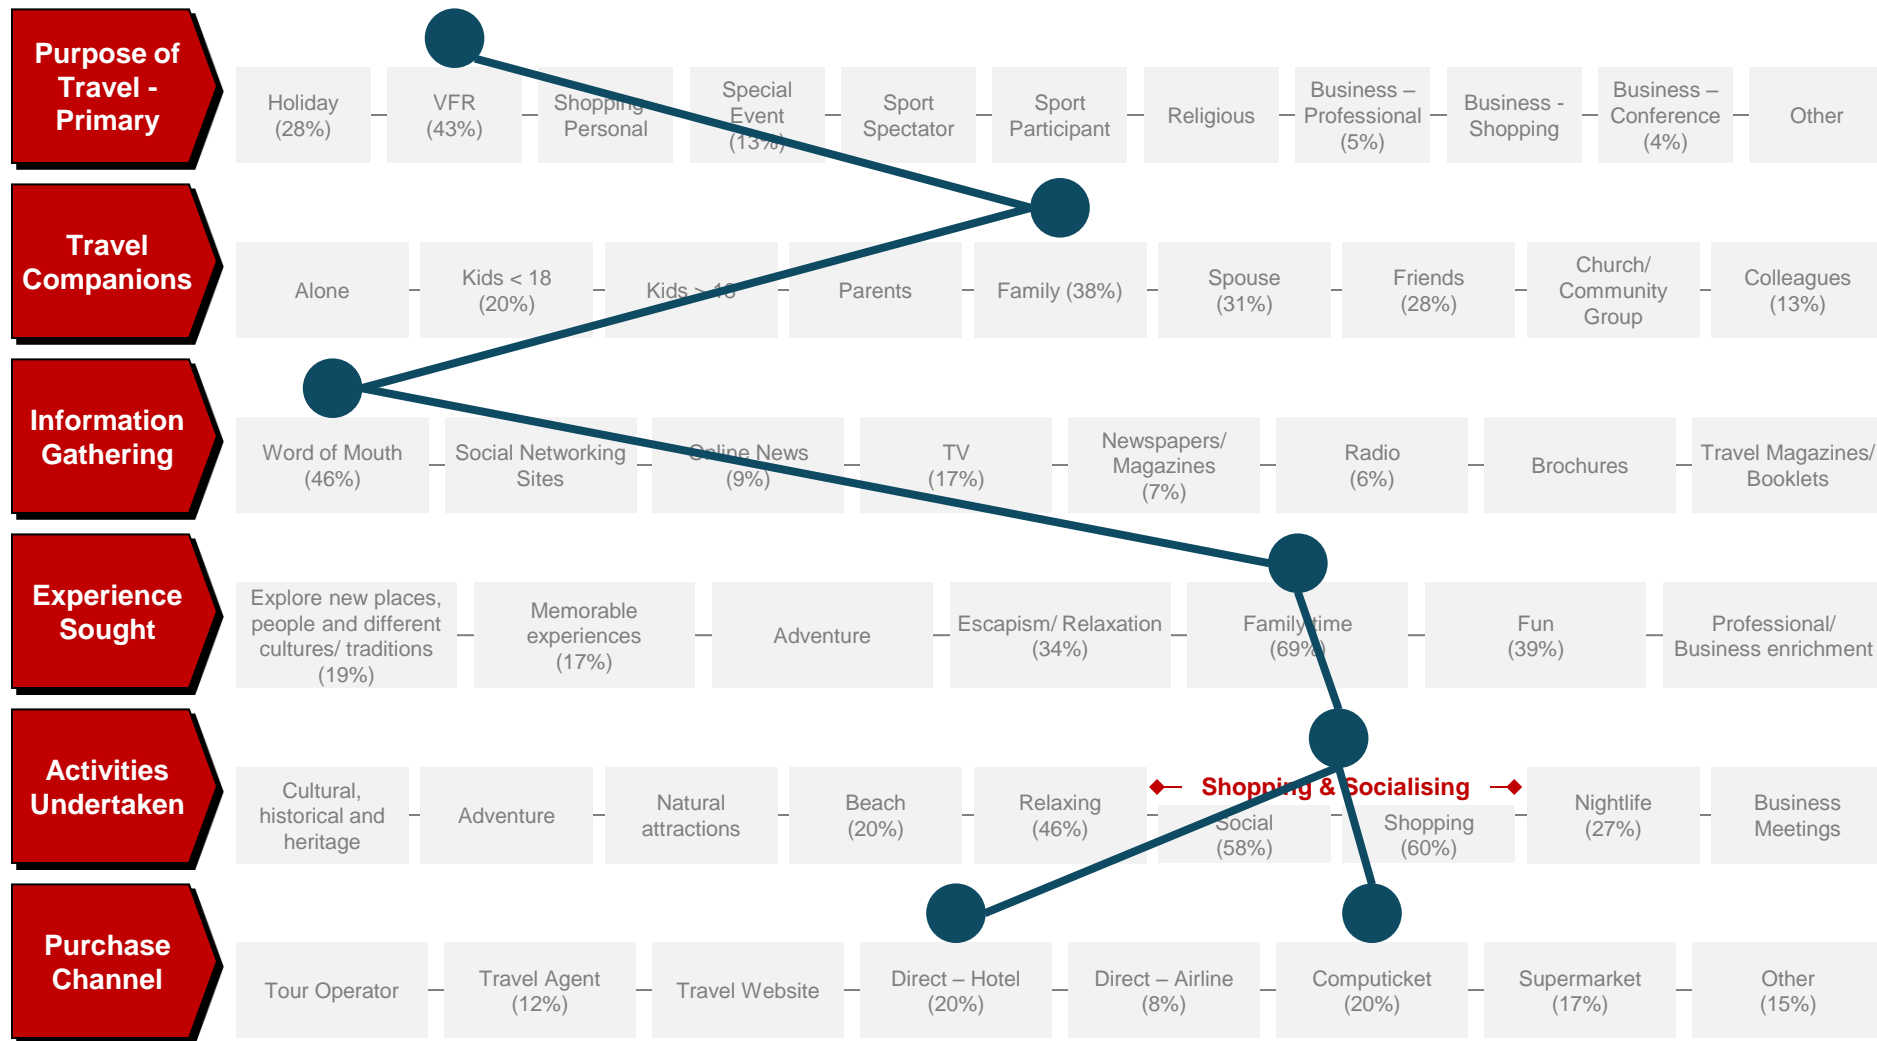 Purpose of
Travel -
Primary
Holiday
(28%)
VFR
(43%)
Shopping
Personal
Special
Event
(13%)
Sport
Spectator
Sport
Participant
Religious
Business –
Professional
(5%)
Business -
Shopping
Business –
Conference
(4%)
Other
Travel
Companions
Alone
Kids < 18
(20%)
Kids > 18
Parents
Family (38%)
Spouse
(31%)
Friends
(28%)
Church/
Community
Group
Colleagues
(13%)
Information
Gathering
Word of Mouth
(46%)
Social Networking
Sites
Online News
(9%)
TV
(17%)
Newspapers/
Magazines
(7%)
Radio
(6%)
Brochures
Travel Magazines/
Booklets
Experience
Sought
Explore new places,
people and different
cultures/ traditions
(19%)
Memorable
experiences
(17%)
Adventure
Escapism/ Relaxation
(34%)
Family time
(69%)
Fun
(39%)
Professional/
Business enrichment
Activities
Undertaken
Cultural,
historical and
heritage
Adventure
Natural
attractions
Beach
(20%)
Relaxing
(46%)
Shopping & Socialising
Social
(58%)
Shopping
(60%)
Nightlife
(27%)
Business
Meetings
Purchase
Channel
Tour Operator
Travel Agent
(12%)
Travel Website
Direct – Hotel
(20%)
Direct – Airline
(8%)
Computicket
(20%)
Supermarket
(17%)
Other
(15%)